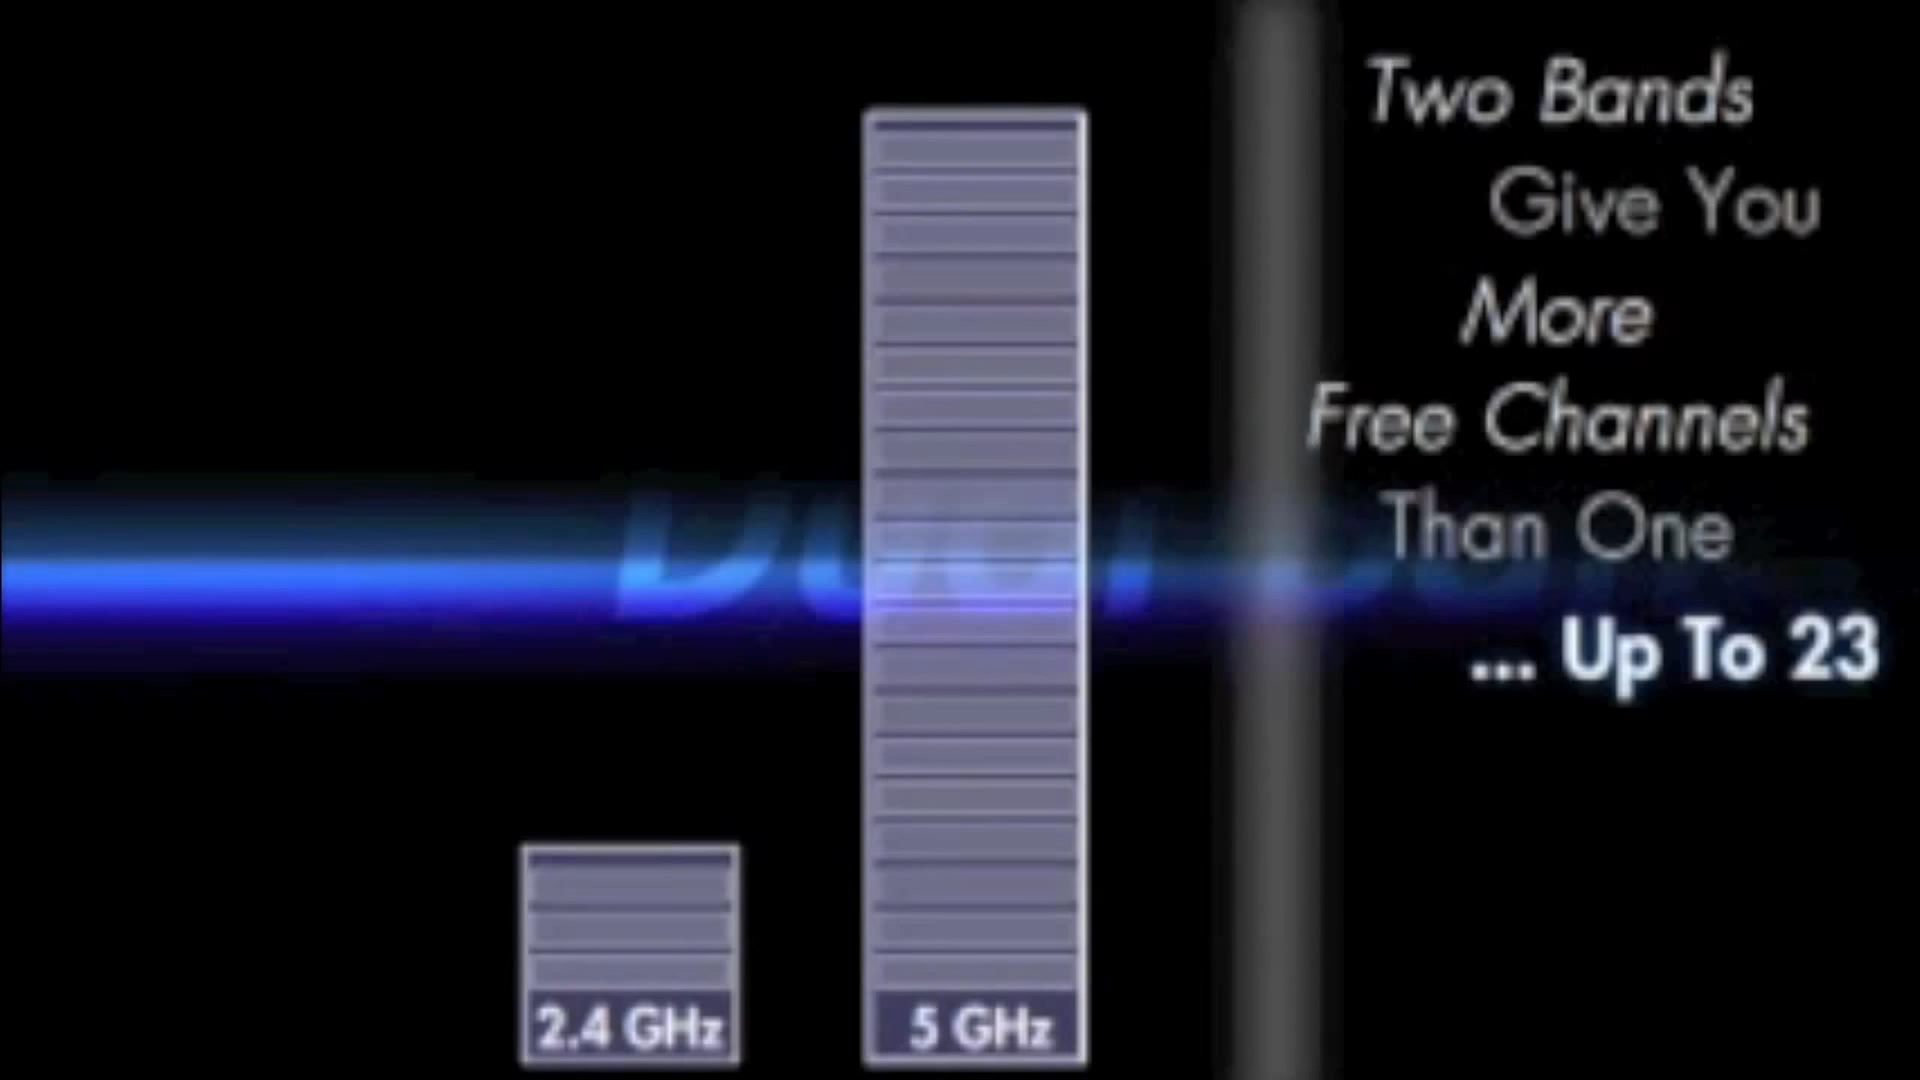 Two Bands
Give You
More
Free Channels
Than One
... Up To 23
2.4 GHz
5 GHz